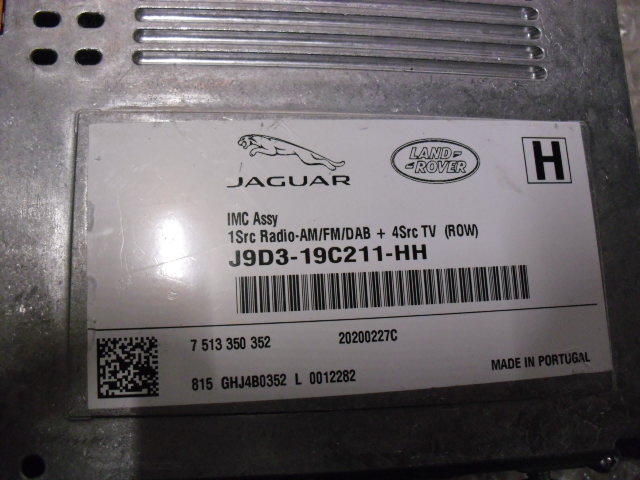 JAGUAR
LAND ROVER
H
IMC Assy
1Src Radio-AM/FM/DAB + 4Src TV (ROW)
J9D3-19C211-HH
7 513 350 352 20200227C
MADE IN PORTUGAL
815 GHJ4B0352 L 0012282